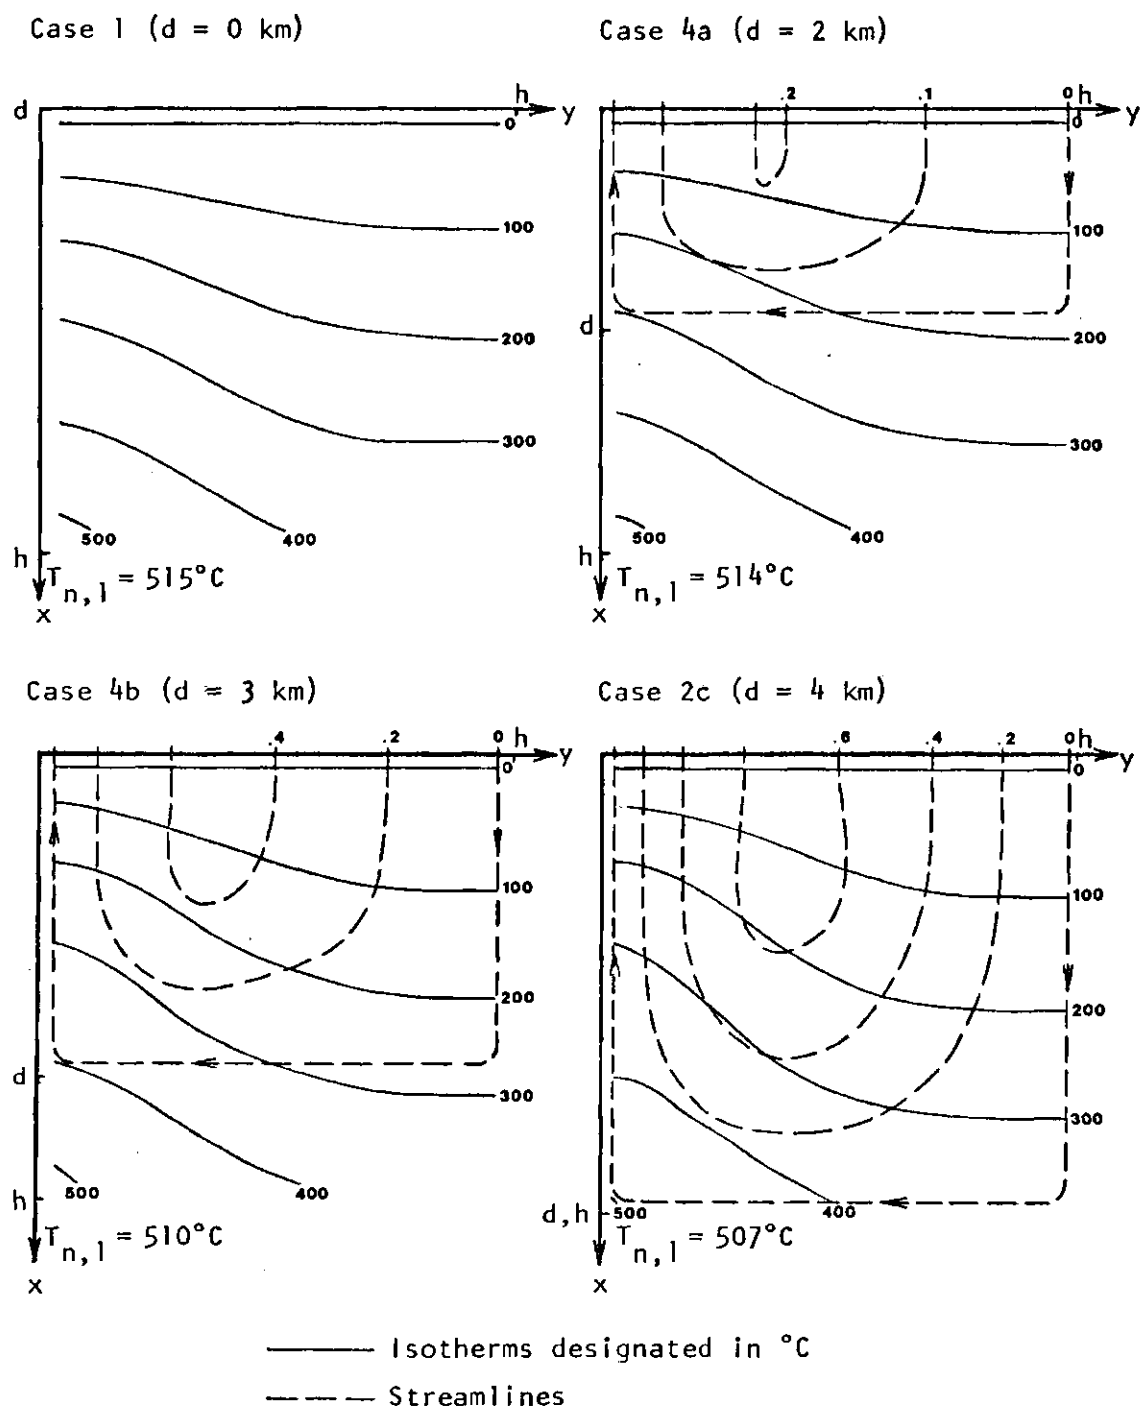 Case 1 (d = 0 km)
d
h
y
0
100
200
300
400
500
h
T n,1 = 515°C
x
Case 4a (d = 2 km)
.2
.1
0 h
y
0
100
200
300
400
500
d
h
T n,1 = 514°C
x
Case 4b (d = 3 km)
.4
.2
0 h
y
0
100
200
300
400
500
d
h
T n,1 = 510°C
x
Case 2c (d = 4 km)
.6
.4
.2
0 h
y
0
100
200
300
400
500
d,h
T n,1 = 507°C
x
Isotherms designated in °C
Streamlines